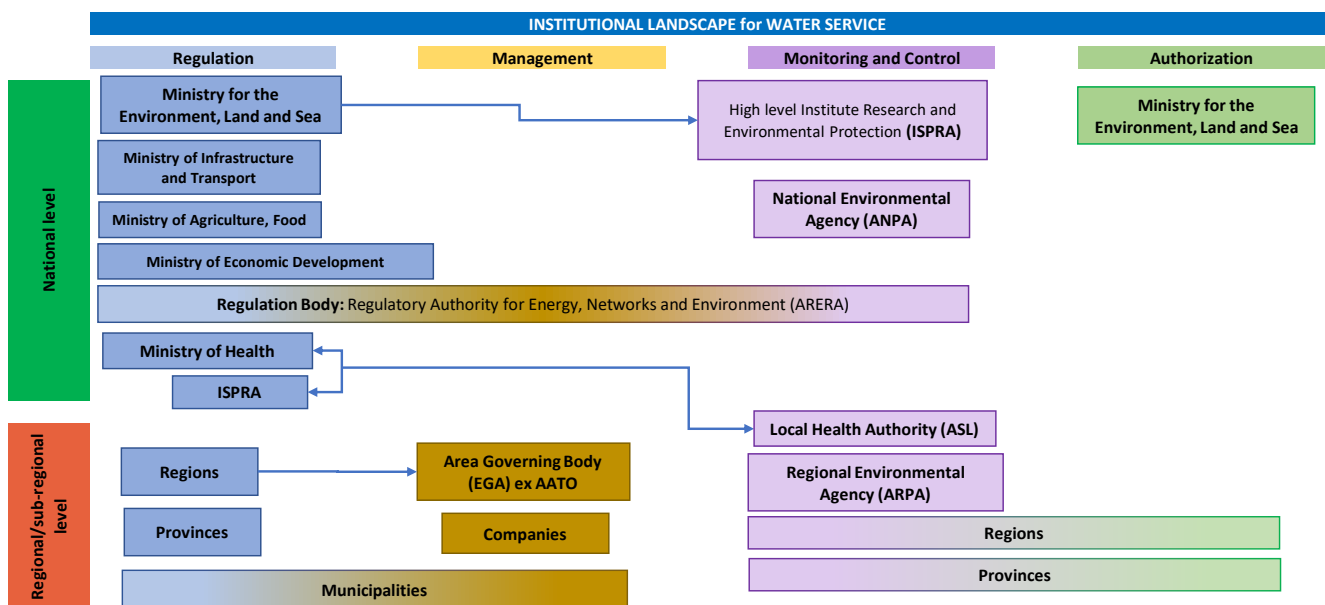 INSTITUTIONAL LANDSCAPE for WATER SERVICE
Regulation
Management
Monitoring and Control
Authorization
National level
Ministry for the
Environment, Land and Sea
High level Institute Research and
Environmental Protection (ISPRA)
Ministry for the
Environment, Land and Sea
Ministry of Infrastructure
and Transport
National Environmental
Agency (ANPA)
Ministry of Agriculture, Food
Ministry of Economic Development
Regulation Body: Regulatory Authority for Energy, Networks and Environment (ARERA)
Ministry of Health
ISPRA
Regional/sub-regional
level
Local Health Authority (ASL)
Regions
Area Governing Body
(EGA) ex AATO
Regional Environmental
Agency (ARPA)
Provinces
Companies
Regions
Municipalities
Provinces